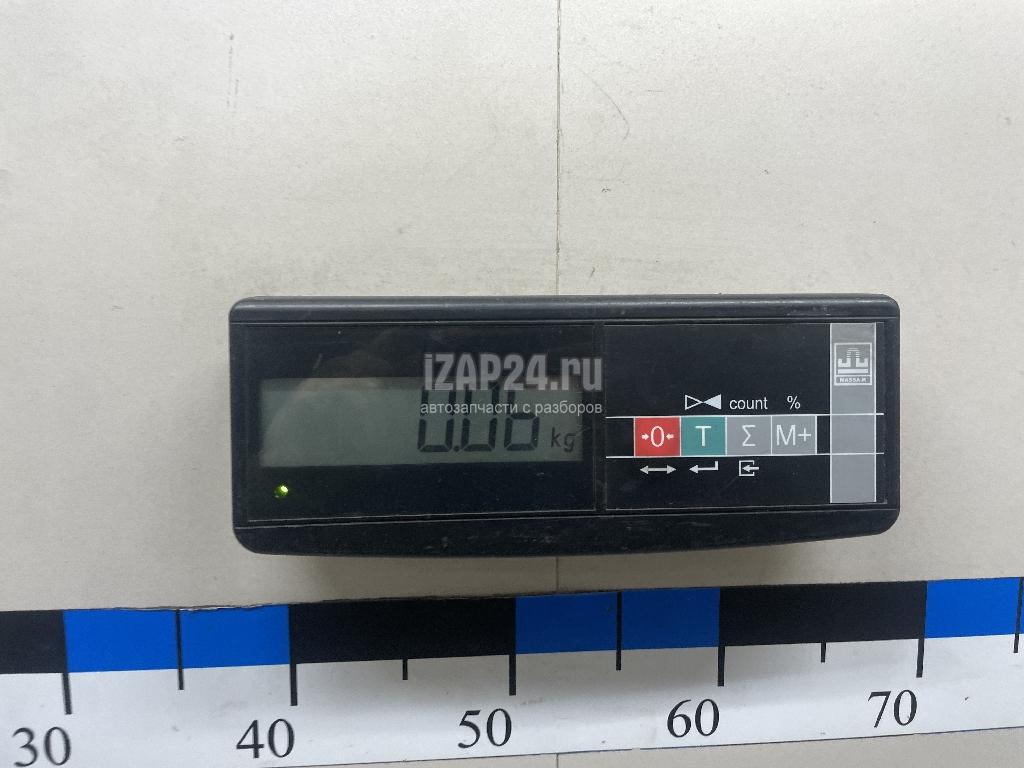 iZAP24.ru
автозапчасти с разборов
0.06 kg
MASSA-K
count %
→0← T Σ M+
30 40 50 60 70